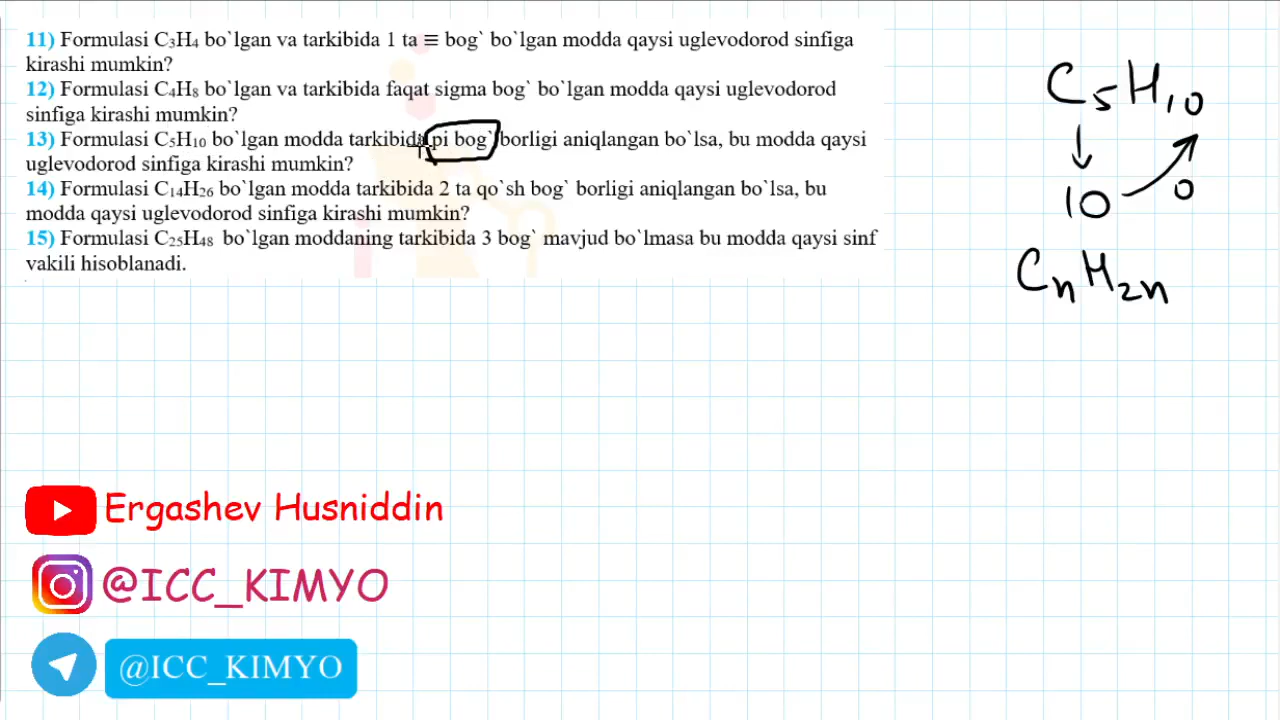 11) Formulasi C₃H₄ bo`lgan va tarkibida 1 ta ≡ bog` bo`lgan modda qaysi uglevodorod sinfiga
kirashi mumkin?
12) Formulasi C₄H₈ bo`lgan va tarkibida faqat sigma bog` bo`lgan modda qaysi uglevodorod
sinfiga kirashi mumkin?
13) Formulasi C₅H₁₀ bo`lgan modda tarkibida pi bog` borligi aniqlangan bo`lsa, bu modda qaysi
uglevodorod sinfiga kirashi mumkin?
14) Formulasi C₁₄H₂₆ bo`lgan modda tarkibida 2 ta qo`sh bog` borligi aniqlangan bo`lsa, bu
modda qaysi uglevodorod sinfiga kirashi mumkin?
15) Formulasi C₂₅H₄₈ bo`lgan moddaning tarkibida 3 bog` mavjud bo`lmasa bu modda qaysi sinf
vakili hisoblanadi.
C₅H₁₀
10 0
CₙH₂ₙ
Ergashev Husniddin
@ICC_KIMYO
@ICC_KIMYO